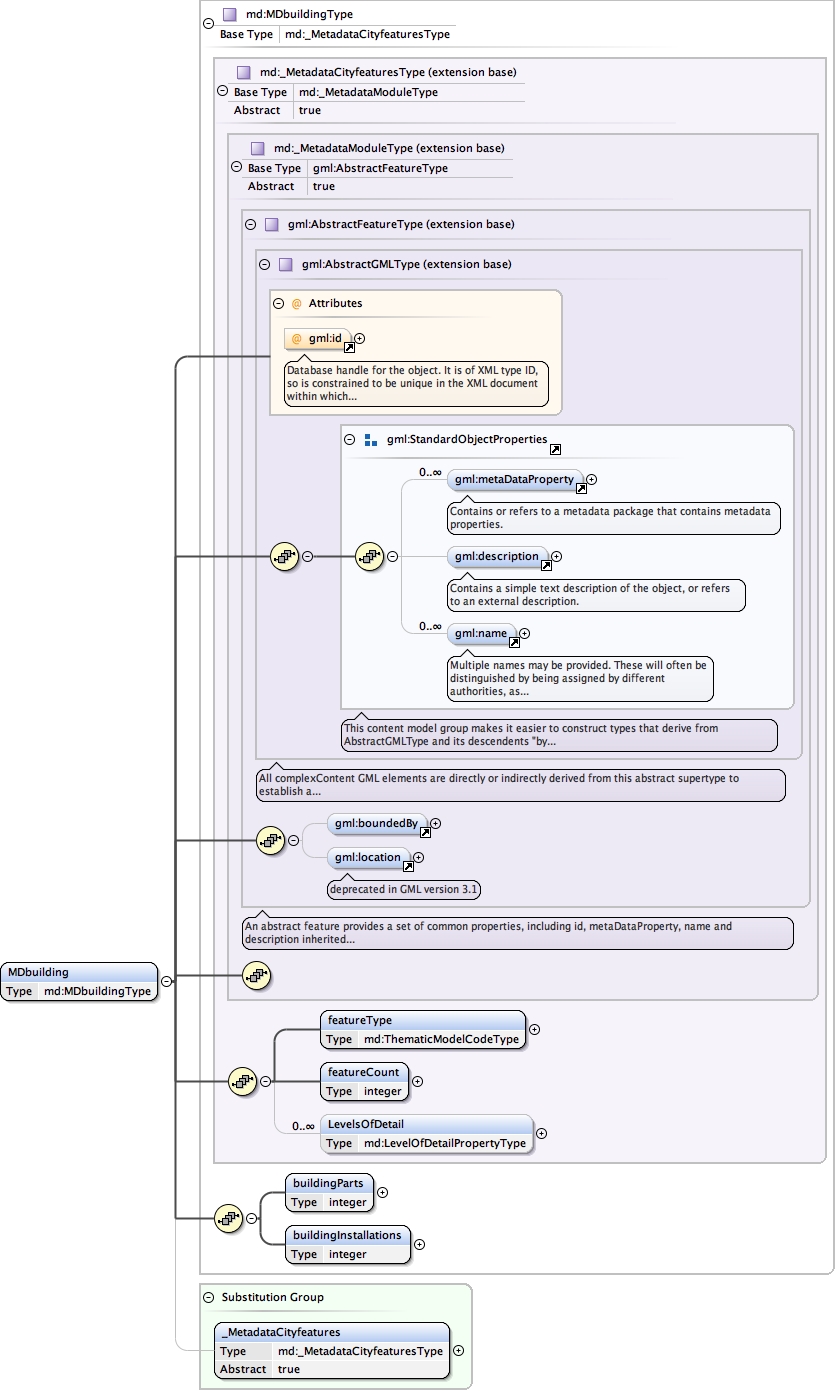 md:MDbuildingType
Base Type md:_MetadataCityfeaturesType
md:_MetadataCityfeaturesType (extension base)
Base Type md:_MetadataModuleType
Abstract true
md:_MetadataModuleType (extension base)
Base Type gml:AbstractFeatureType
Abstract true
gml:AbstractFeatureType (extension base)
gml:AbstractGMLType (extension base)
@ Attributes
@ gml:id
Database handle for the object. It is of XML type ID,
so is constrained to be unique in the XML document
within which...
gml:StandardObjectProperties
0..∞
gml:metaDataProperty
Contains or refers to a metadata package that contains metadata
properties.
gml:description
Contains a simple text description of the object, or refers
to an external description.
0..∞
gml:name
Multiple names may be provided. These will often be
distinguished by being assigned by different
authorities, as...
This content model group makes it easier to construct types that derive from
AbstractGMLType and its descendents "by...
All complexContent GML elements are directly or indirectly derived from this abstract supertype to
establish a...
gml:boundedBy
gml:location
deprecated in GML version 3.1
An abstract feature provides a set of common properties, including id, metaDataProperty, name and
description inherited...
MDbuilding
Type md:MDbuildingType
featureType
Type md:ThematicModelCodeType
featureCount
Type integer
0..∞
LevelsOfDetail
Type md:LevelOfDetailPropertyType
buildingParts
Type integer
buildingInstallations
Type integer
Substitution Group
_MetadataCityfeatures
Type md:_MetadataCityfeaturesType
Abstract true